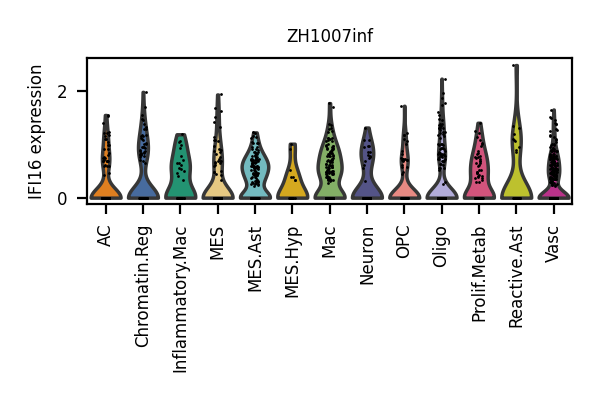 ZH1007inf
IFI16 expression
2
0
AC
Chromatin.Reg
Inflammatory.Mac
MES
MES.Ast
MES.Hyp
Mac
Neuron
OPC
Oligo
Prolif.Metab
Reactive.Ast
Vasc